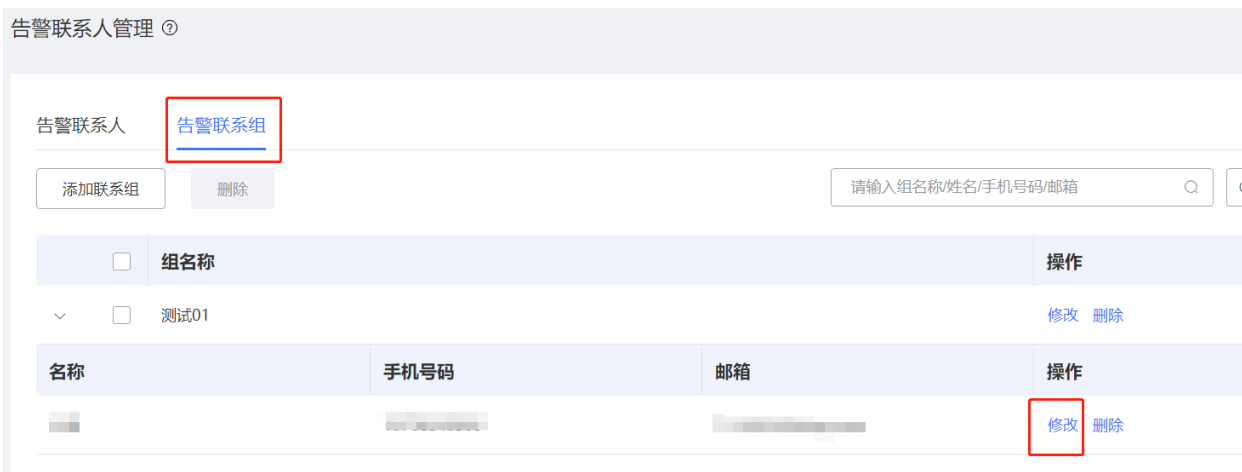 告警联系人管理 ?
告警联系人 告警联系组
添加联系组 删除 请输入组名称/姓名/手机号码/邮箱
组名称 操作
测试01 修改 删除
名称 手机号码 邮箱 操作
修改 删除